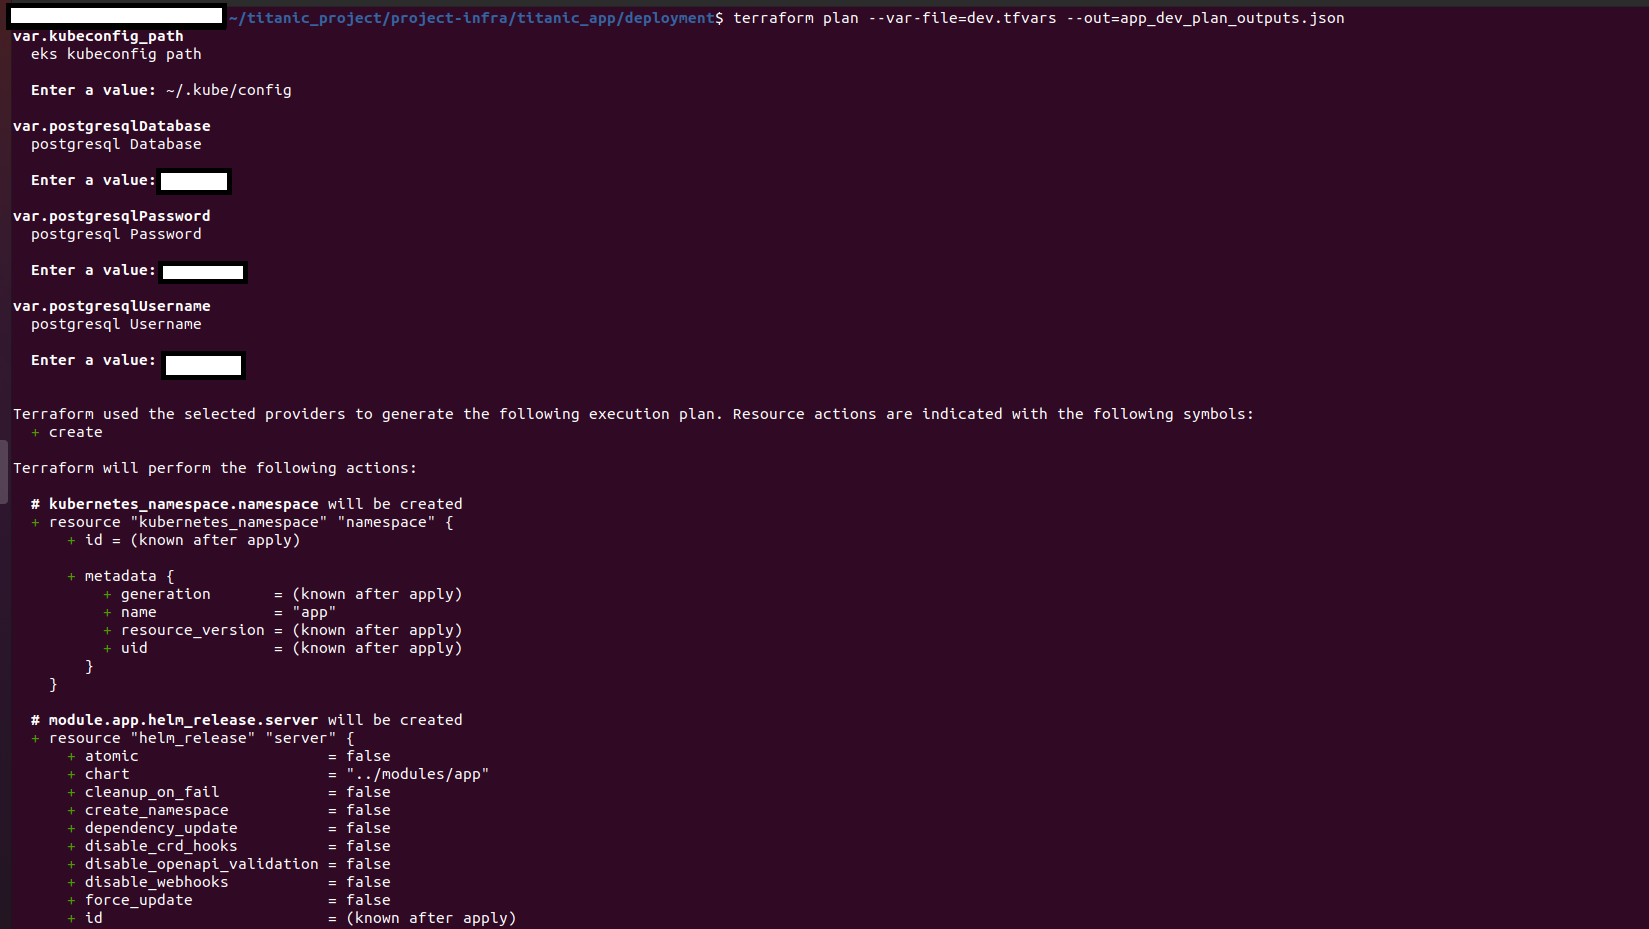 ~/titanic_project/project-infra/titanic_app/deployment$ terraform plan --var-file=dev.tfvars --out=app_dev_plan_outputs.json
var.kubeconfig_path
eks kubeconfig path
Enter a value: ~/.kube/config
var.postgresqlDatabase
postgresql Database
Enter a value:
var.postgresqlPassword
postgresql Password
Enter a value:
var.postgresqlUsername
postgresql Username
Enter a value:
Terraform used the selected providers to generate the following execution plan. Resource actions are indicated with the following symbols:
+ create
Terraform will perform the following actions:
# kubernetes_namespace.namespace will be created
+ resource "kubernetes_namespace" "namespace" {
+ id = (known after apply)
+ metadata {
+ generation       = (known after apply)
+ name             = "app"
+ resource_version = (known after apply)
+ uid              = (known after apply)
}
}
# module.app.helm_release.server will be created
+ resource "helm_release" "server" {
+ atomic                     = false
+ chart                      = "../modules/app"
+ cleanup_on_fail            = false
+ create_namespace           = false
+ dependency_update          = false
+ disable_crd_hooks          = false
+ disable_openapi_validation = false
+ disable_webhooks           = false
+ force_update               = false
+ id                         = (known after apply)